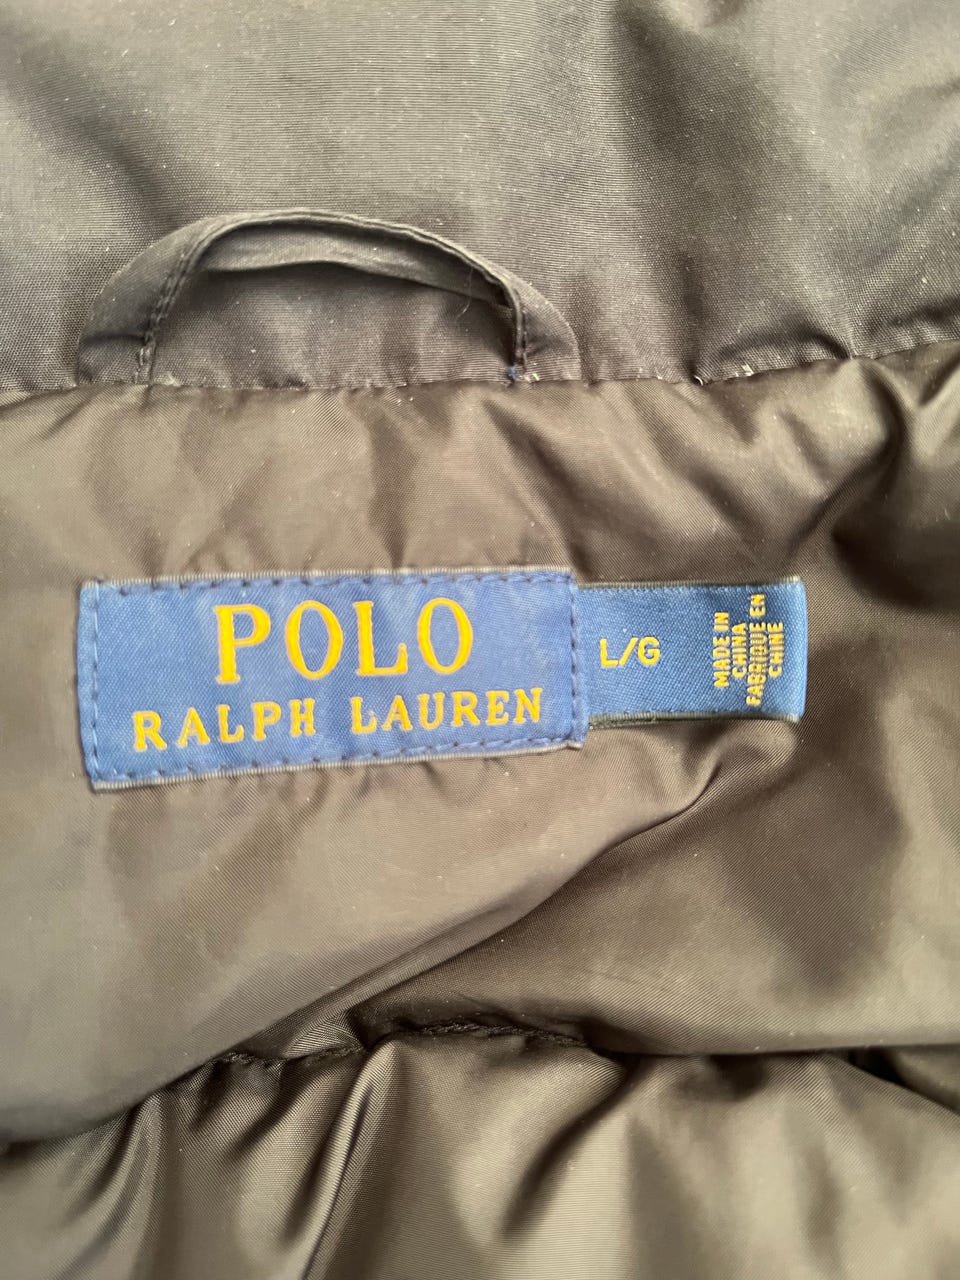 POLO
RALPH LAUREN
L/G
MADE IN
CHINA
FABRIQUE EN
CHINE